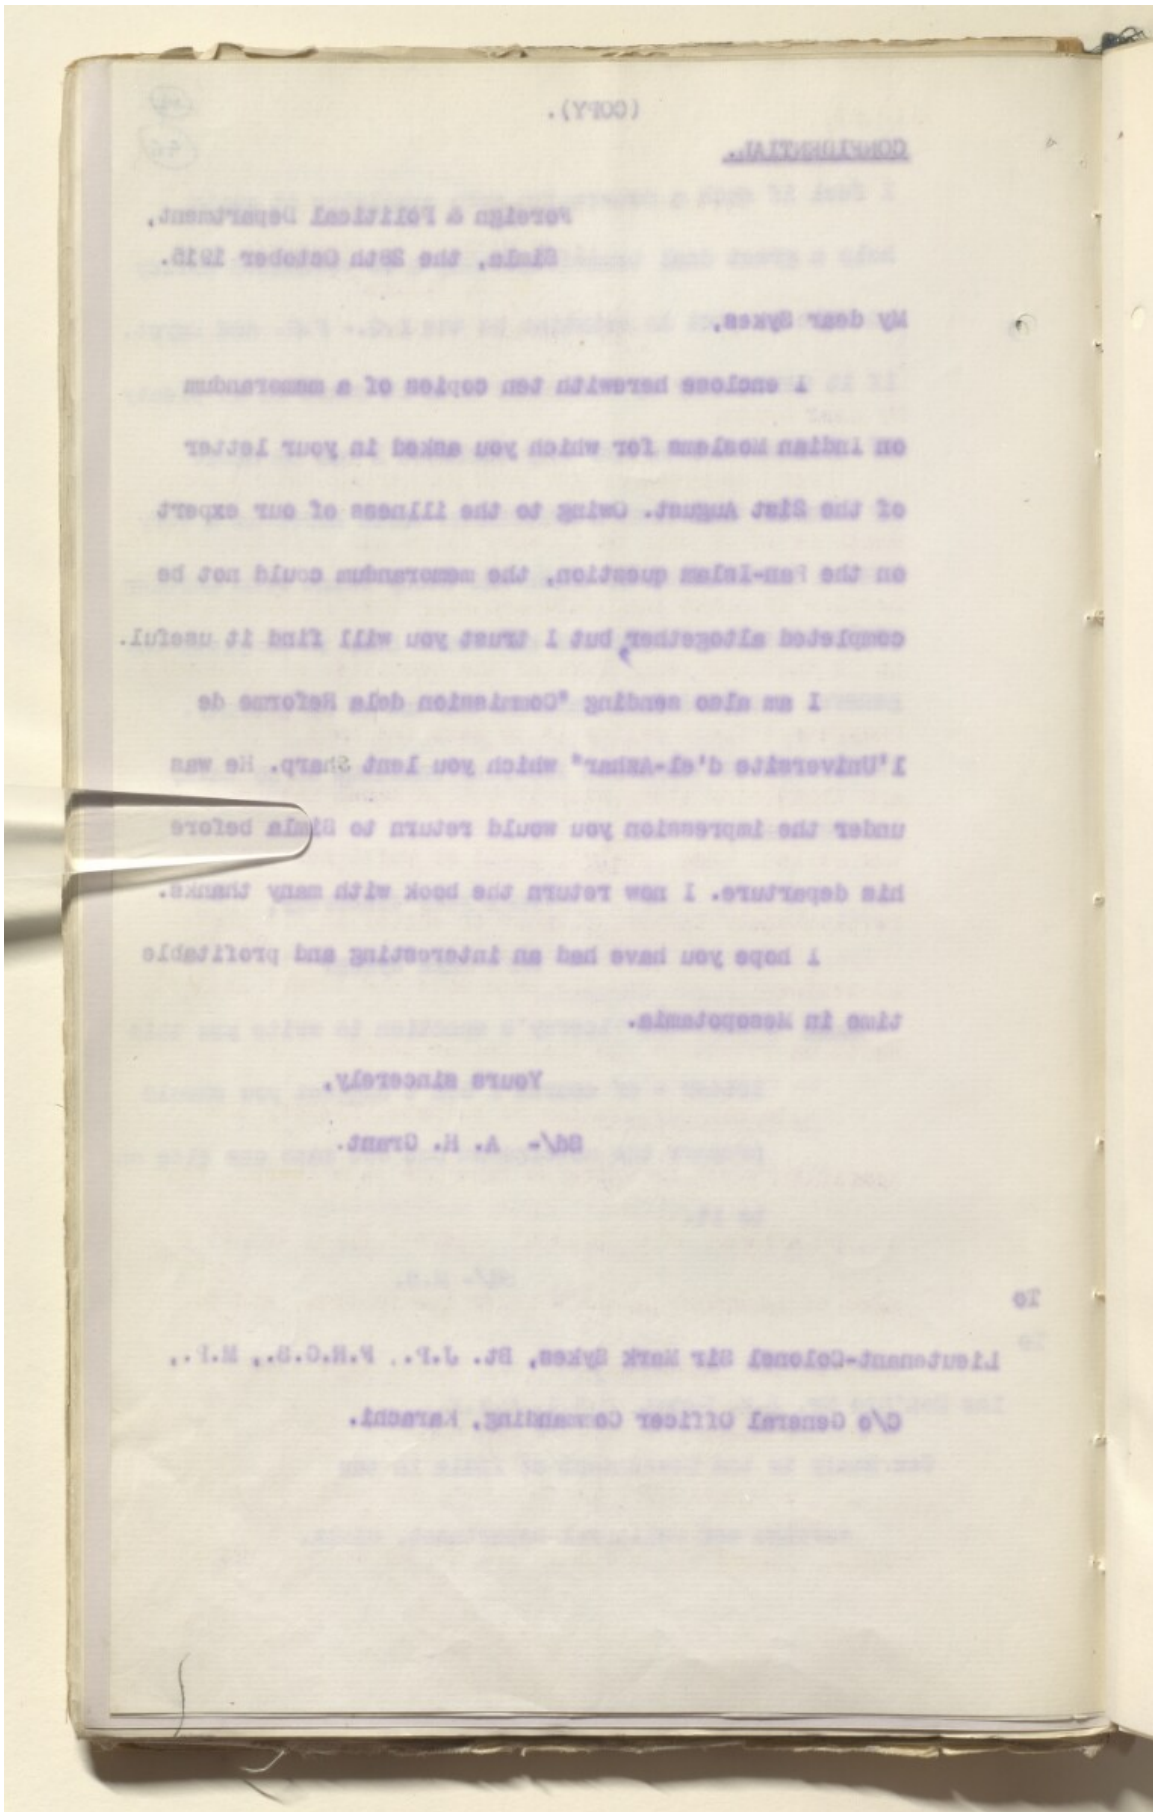 (COPY).
CONFIDENTIAL.
Foreign & Political Department,
Simla, the 28th October 1915.
My dear Sykes,
I enclose herewith ten copies of a memorandum
on Indian Moslems for which you asked in your letter
of the 21st August. Owing to the illness of our expert
on the Pan-Islam question, the memorandum could not be
completed altogether, but I trust you will find it useful.
I am also sending "Commission dela Reforme de
l'Universite d'el-Azhar" which you lent Sharp. He was
under the impression you would return to Simla before
his departure. I now return the book with many thanks.
I hope you have had an interesting and profitable
time in Mesopotamia.
Yours sincerely,
Sd/- A. H. Grant.
To
Lieutenant-Colonel Sir Mark Sykes, Bt. J.P., F.R.G.S., M.P.,
C/o General Officer Commanding, Karachi.